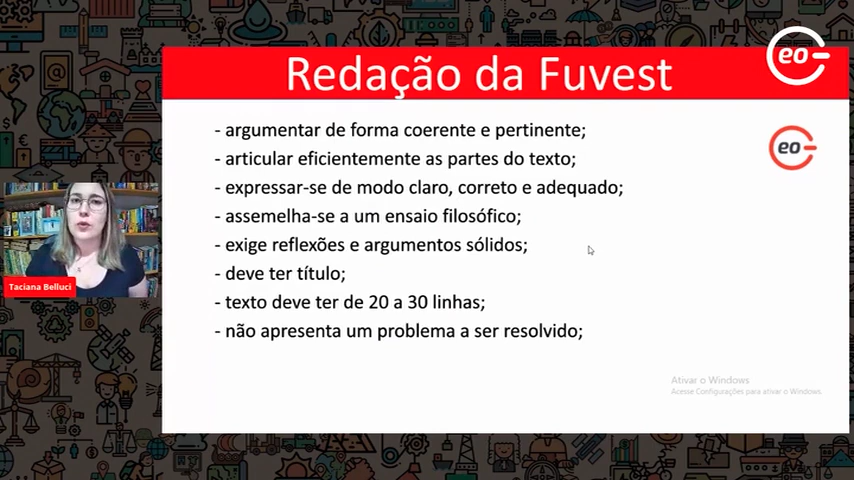 Redação da Fuvest
eo
- argumentar de forma coerente e pertinente;
- articular eficientemente as partes do texto;
eo
- expressar-se de modo claro, correto e adequado;
- assemelha-se a um ensaio filosófico;
- exige reflexões e argumentos sólidos;
- deve ter título;
- texto deve ter de 20 a 30 linhas;
- não apresenta um problema a ser resolvido;
Taciana Belluci
Ativar o Windows
Acesse Configurações para ativar o Windows.